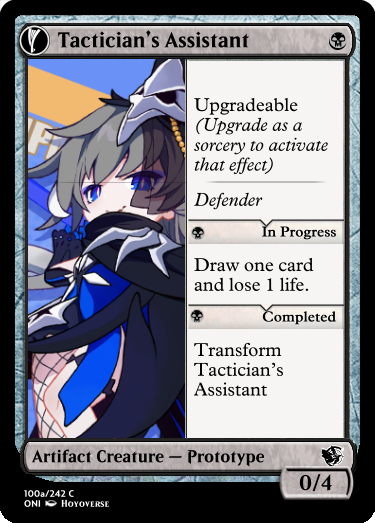 Tactician's Assistant
Upgradeable
(Upgrade as a
sorcery to activate
that effect)
Defender
In Progress
Draw one card
and lose 1 life.
Completed
Transform
Tactician's
Assistant
Artifact Creature — Prototype
0/4
100a/242 C
ONI Hoyoverse